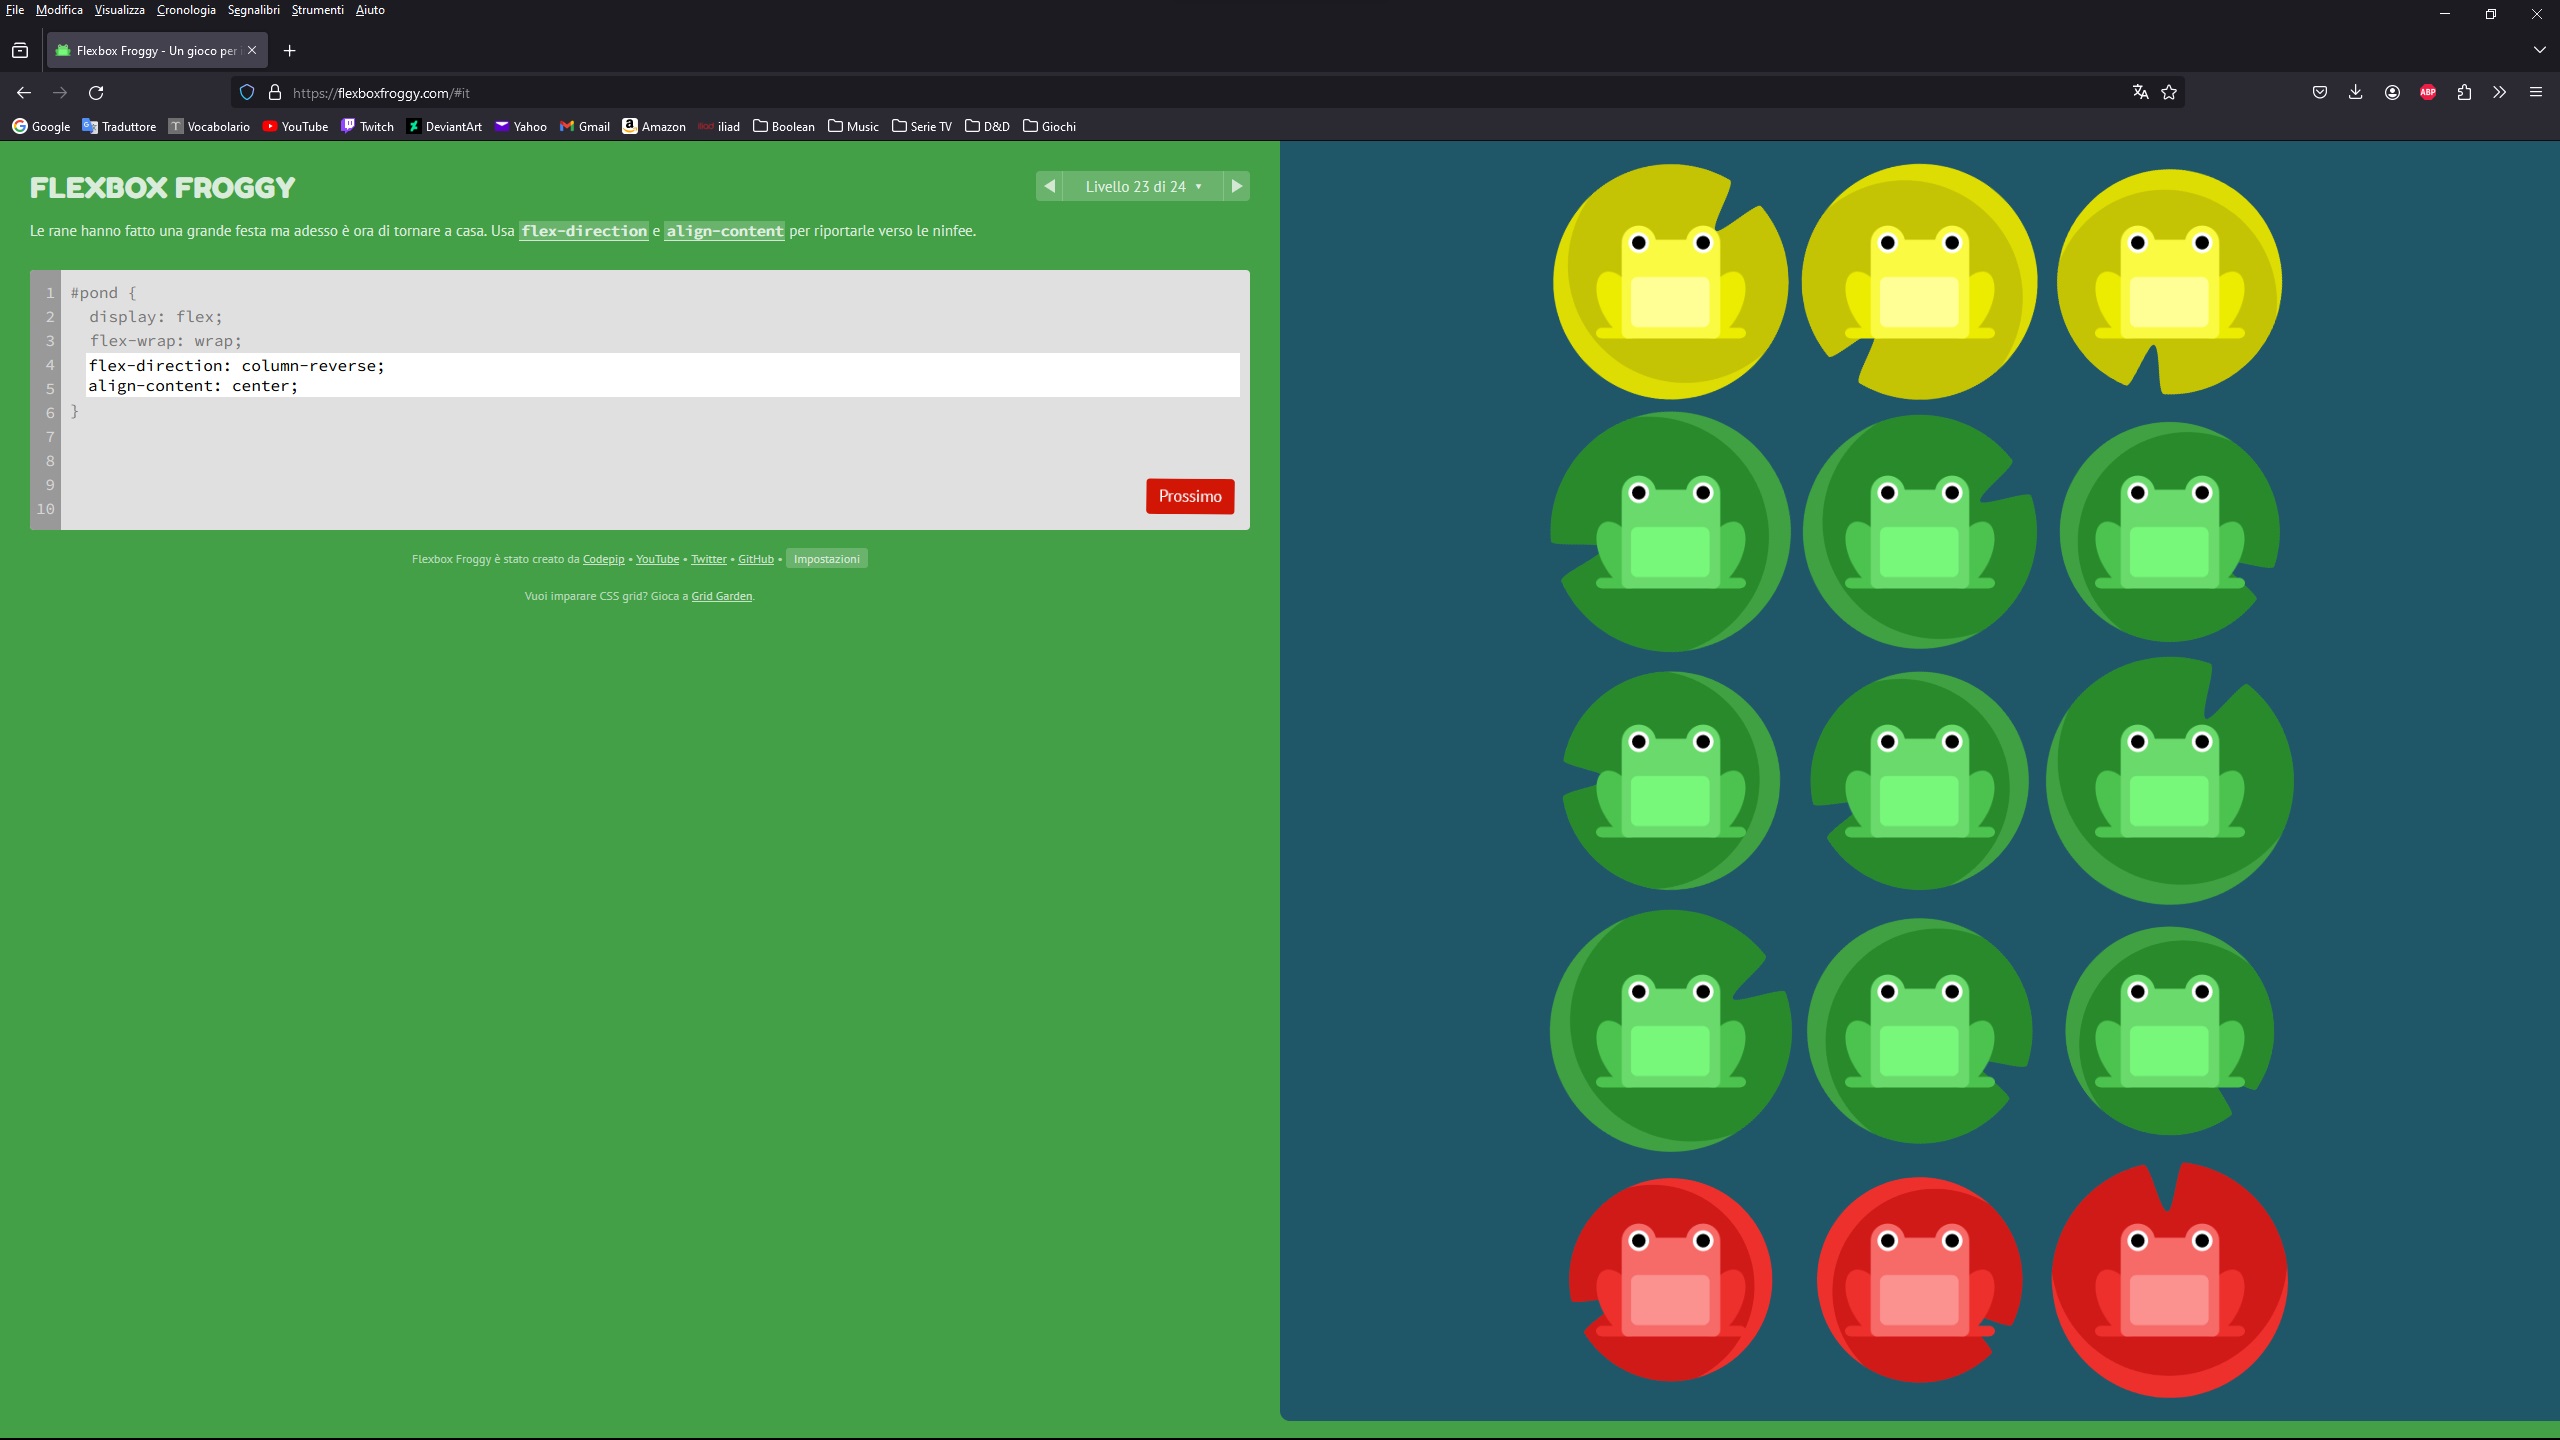 File Modifica Visualizza Cronologia Segnalibri Strumenti Aiuto
Flexbox Froggy - Un gioco per
https://flexboxfroggy.com/#it
ABP
Google Traduttore T Vocabolario YouTube Twitch DeviantArt Yahoo Gmail Amazon iliad iliad Boolean Music Serie TV D&D Giochi
FLEXBOX FROGGY
Livello 23 di 24 ▼
Le rane hanno fatto una grande festa ma adesso è ora di tornare a casa. Usa flex-direction e align-content per riportarle verso le ninfee.
1 #pond {
2 display: flex;
3 flex-wrap: wrap;
4 flex-direction: column-reverse;
5 align-content: center;
6 }
7
8
9
10
Prossimo
Flexbox Froggy è stato creato da Codepip • YouTube • Twitter • GitHub • Impostazioni
Vuoi imparare CSS grid? Gioca a Grid Garden.